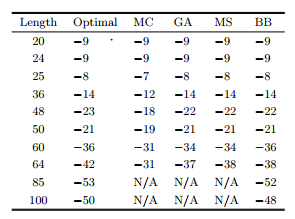 Length Optimal MC GA MS BB
20 −9 −9 −9 −9 −9
24 −9 −9 −9 −9 −9
25 −8 −7 −8 −8 −8
36 −14 −12 −14 −14 −14
48 −23 −18 −22 −22 −22
50 −21 −19 −21 −21 −21
60 −36 −31 −34 −34 −36
64 −42 −31 −37 −38 −38
85 −53 N/A N/A N/A −52
100 −50 N/A N/A N/A −48